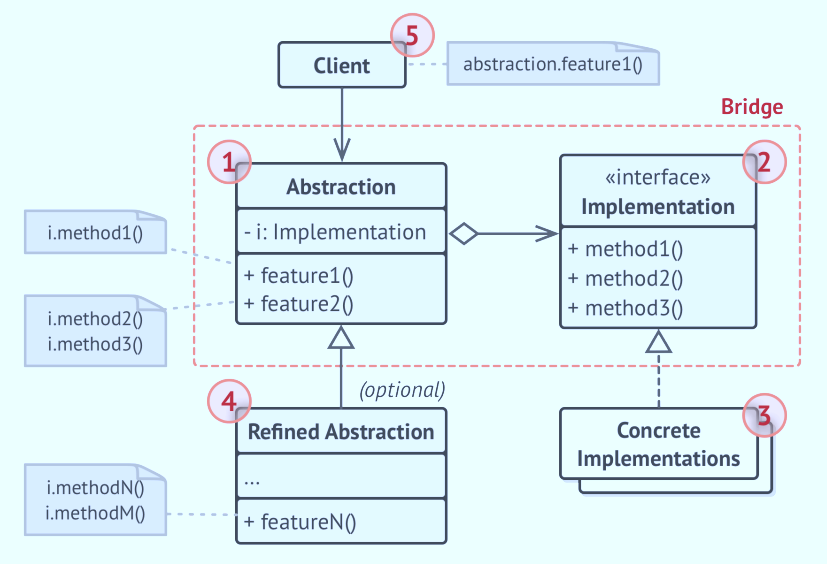 5
Client
abstraction.feature1()
Bridge
1
Abstraction
- i: Implementation
+ feature1()
+ feature2()
2
«interface»
Implementation
+ method1()
+ method2()
+ method3()
i.method1()
i.method2()
i.method3()
(optional)
4
Refined Abstraction
...
+ featureN()
3
Concrete
Implementations
i.methodN()
i.methodM()